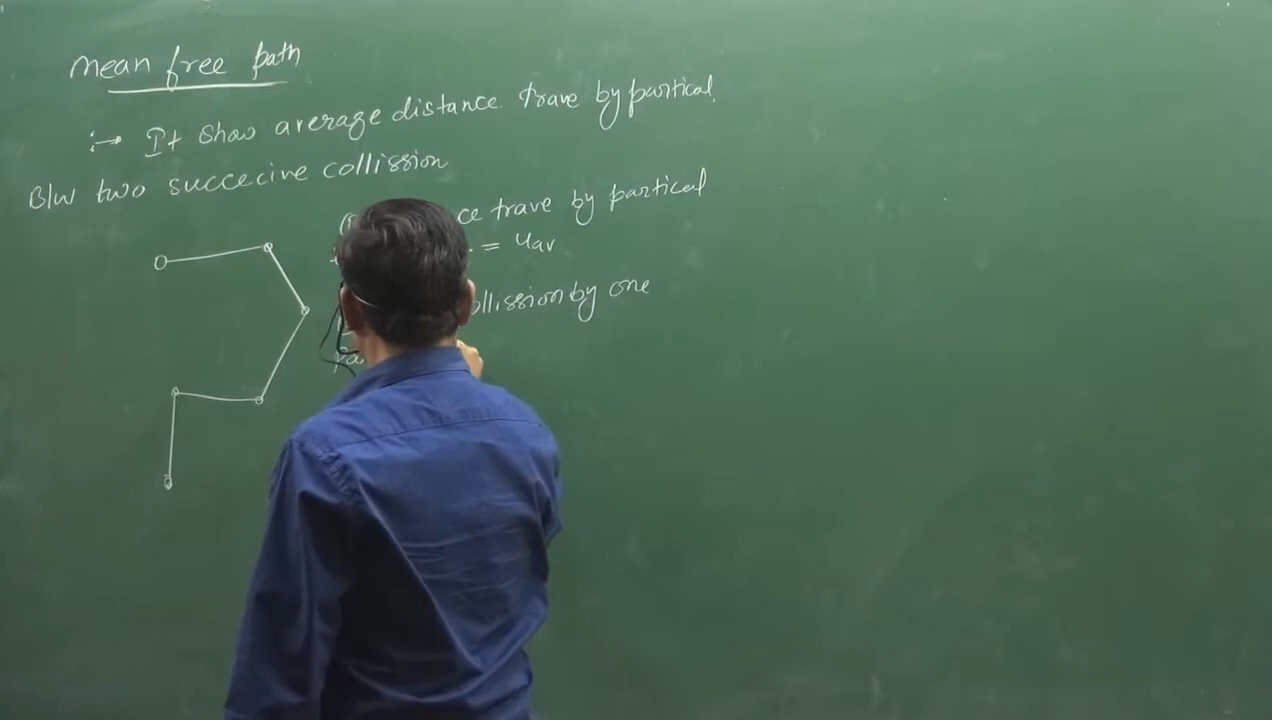 Mean free path
:→ It show average distance trave by partical.
B/w two succecive collission
ce trave by partical
= uav
ollission by one